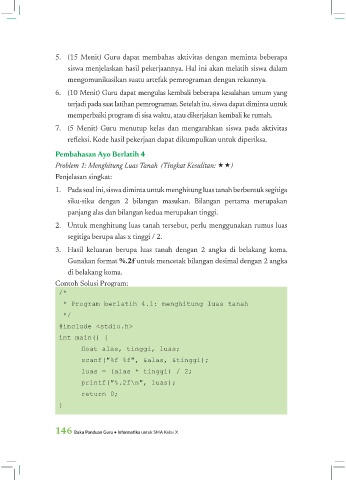 5. (15 Menit) Guru dapat membahas aktivitas dengan meminta beberapa
siswa menjelaskan hasil pekerjaannya. Hal ini akan melatih siswa dalam
mengomunikasikan suatu artefak pemrograman dengan rekannya.
6. (10 Menit) Guru dapat mengulas kembali beberapa kesalahan umum yang
terjadi pada saat latihan pemrograman. Setelah itu, siswa dapat diminta untuk
memperbaiki program di sisa waktu, atau dikerjakan kembali ke rumah.
7. (5 Menit) Guru menutup kelas dan mengarahkan siswa pada aktivitas
refleksi. Kode hasil pekerjaan dapat dikumpulkan untuk diperiksa.
Pembahasan Ayo Berlatih 4
Problem 1: Menghitung Luas Tanah (Tingkat Kesulitan: ★★)
Penjelasan singkat:
1. Pada soal ini, siswa diminta untuk menghitung luas tanah berbentuk segitiga
siku-siku dengan 2 bilangan masukan. Bilangan pertama merupakan
panjang alas dan bilangan kedua merupakan tinggi.
2. Untuk menghitung luas tanah tersebut, perlu menggunakan rumus luas
segitiga berupa alas x tinggi / 2.
3. Hasil keluaran berupa luas tanah dengan 2 angka di belakang koma.
Gunakan format %.2f untuk mencetak bilangan desimal dengan 2 angka
di belakang koma.
Contoh Solusi Program:
/*
* Program berlatih 4.1: menghitung luas tanah
*/
#include <stdio.h>
int main() {
float alas, tinggi, luas;
scanf("%f %f", &alas, &tinggi);
luas = (alas * tinggi) / 2;
printf("%.2f\n", luas);
return 0;
}
146 Buku Panduan Guru • Informatika untuk SMA Kelas X